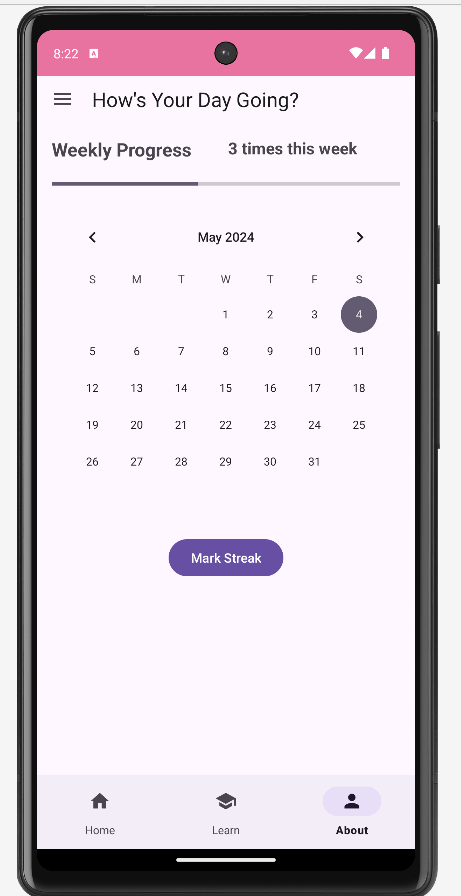 8:22 A
How's Your Day Going?
Weekly Progress 3 times this week
May 2024
S M T W T F S
1 2 3 4
5 6 7 8 9 10 11
12 13 14 15 16 17 18
19 20 21 22 23 24 25
26 27 28 29 30 31
Mark Streak
Home Learn About